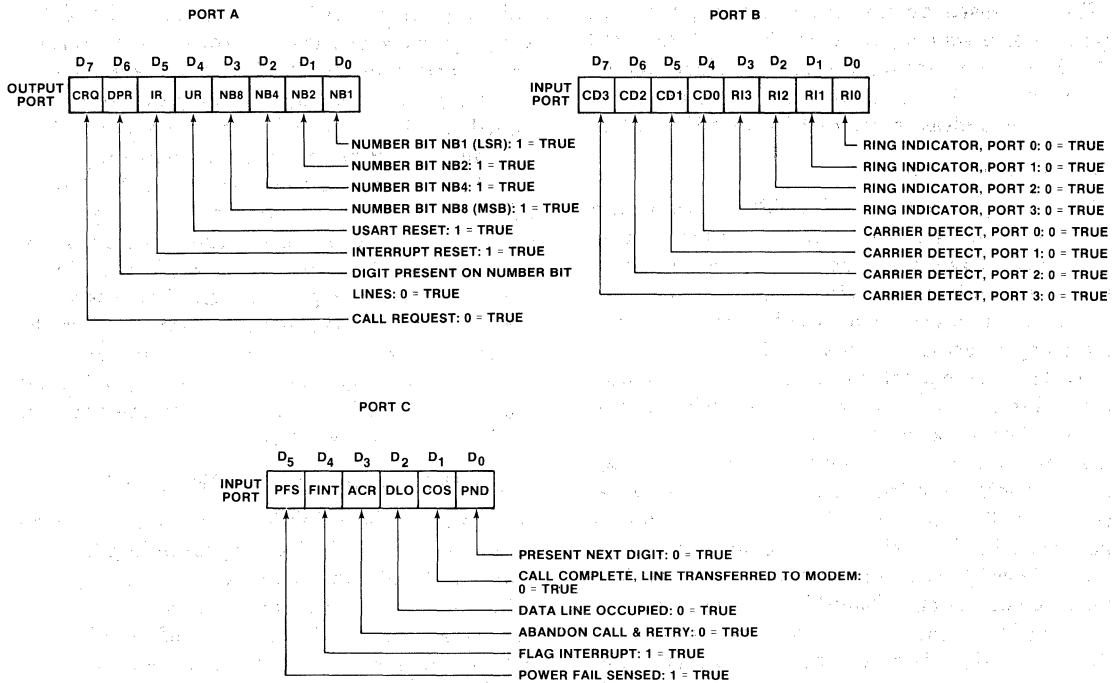 PORT A
D7 D6 D5 D4 D3 D2 D1 D0
OUTPUT PORT
CRQ DPR IR UR NB8 NB4 NB2 NB1
NUMBER BIT NB1 (LSR): 1 = TRUE
NUMBER BIT NB2: 1 = TRUE
NUMBER BIT NB4: 1 = TRUE
NUMBER BIT NB8 (MSB): 1 = TRUE
USART RESET: 1 = TRUE
INTERRUPT RESET: 1 = TRUE
DIGIT PRESENT ON NUMBER BIT
LINES: 0 = TRUE
CALL REQUEST: 0 = TRUE
PORT B
D7 D6 D5 D4 D3 D2 D1 D0
INPUT PORT
CD3 CD2 CD1 CD0 RI3 RI2 RI1 RI0
RING INDICATOR, PORT 0: 0 = TRUE
RING INDICATOR, PORT 1: 0 = TRUE
RING INDICATOR, PORT 2: 0 = TRUE
RING INDICATOR, PORT 3: 0 = TRUE
CARRIER DETECT, PORT 0: 0 = TRUE
CARRIER DETECT, PORT 1: 0 = TRUE
CARRIER DETECT, PORT 2: 0 = TRUE
CARRIER DETECT, PORT 3: 0 = TRUE
PORT C
D5 D4 D3 D2 D1 D0
INPUT PORT
PFS FINT ACR DLO COS PND
PRESENT NEXT DIGIT: 0 = TRUE
CALL COMPLETE, LINE TRANSFERRED TO MODEM:
0 = TRUE
DATA LINE OCCUPIED: 0 = TRUE
ABANDON CALL & RETRY: 0 = TRUE
FLAG INTERRUPT: 1 = TRUE
POWER FAIL SENSED: 1 = TRUE